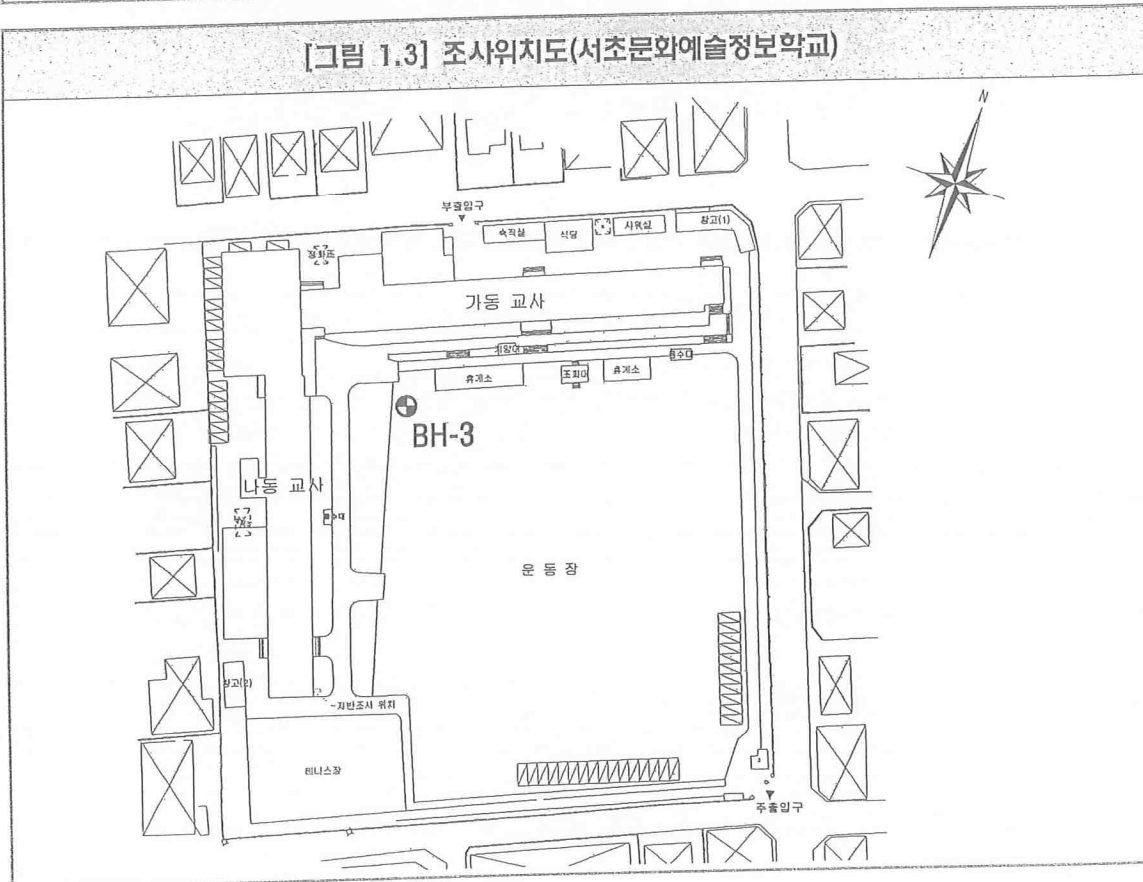 [그림 1.3] 조사위치도(서초문화예술정보학교)
N
부출입구
숙직실
식당
샤워실
창고(1)
정화조
가동 교사
휴게소
조회대
휴게소
음수대
BH-3
나동 교사
음수대
운 동 장
창고(2)
지반조사 위치
테니스장
주출입구